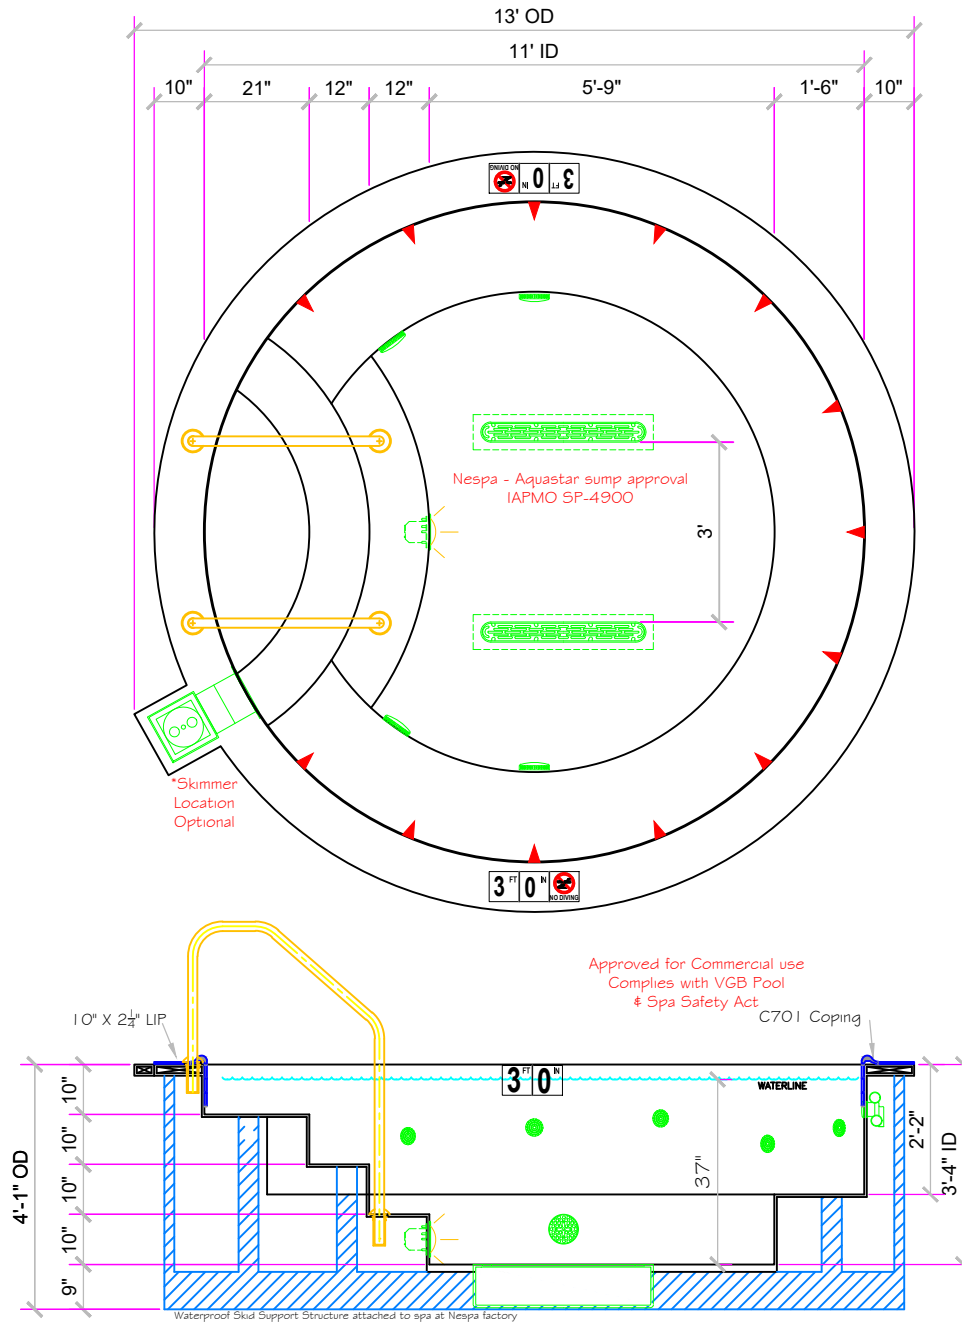 13' OD
11' ID
10" 21" 12" 12" 5'-9" 1'-6" 10"
NO DIVING 0 IN 3 FT
Nespa - Aquastar sump approval
IAPMO SP-4900
3'
*Skimmer
Location
Optional
3 FT 0 IN NO DIVING
Approved for Commercial use
Complies with VGB Pool
& Spa Safety Act
10" X 2¼" LIP
C701 Coping
3 FT 0 IN
WATERLINE
10"
10"
10"
10"
9"
4'-1" OD
37"
2'-2"
3'-4" ID
Waterproof Skid Support Structure attached to spa at Nespa factory